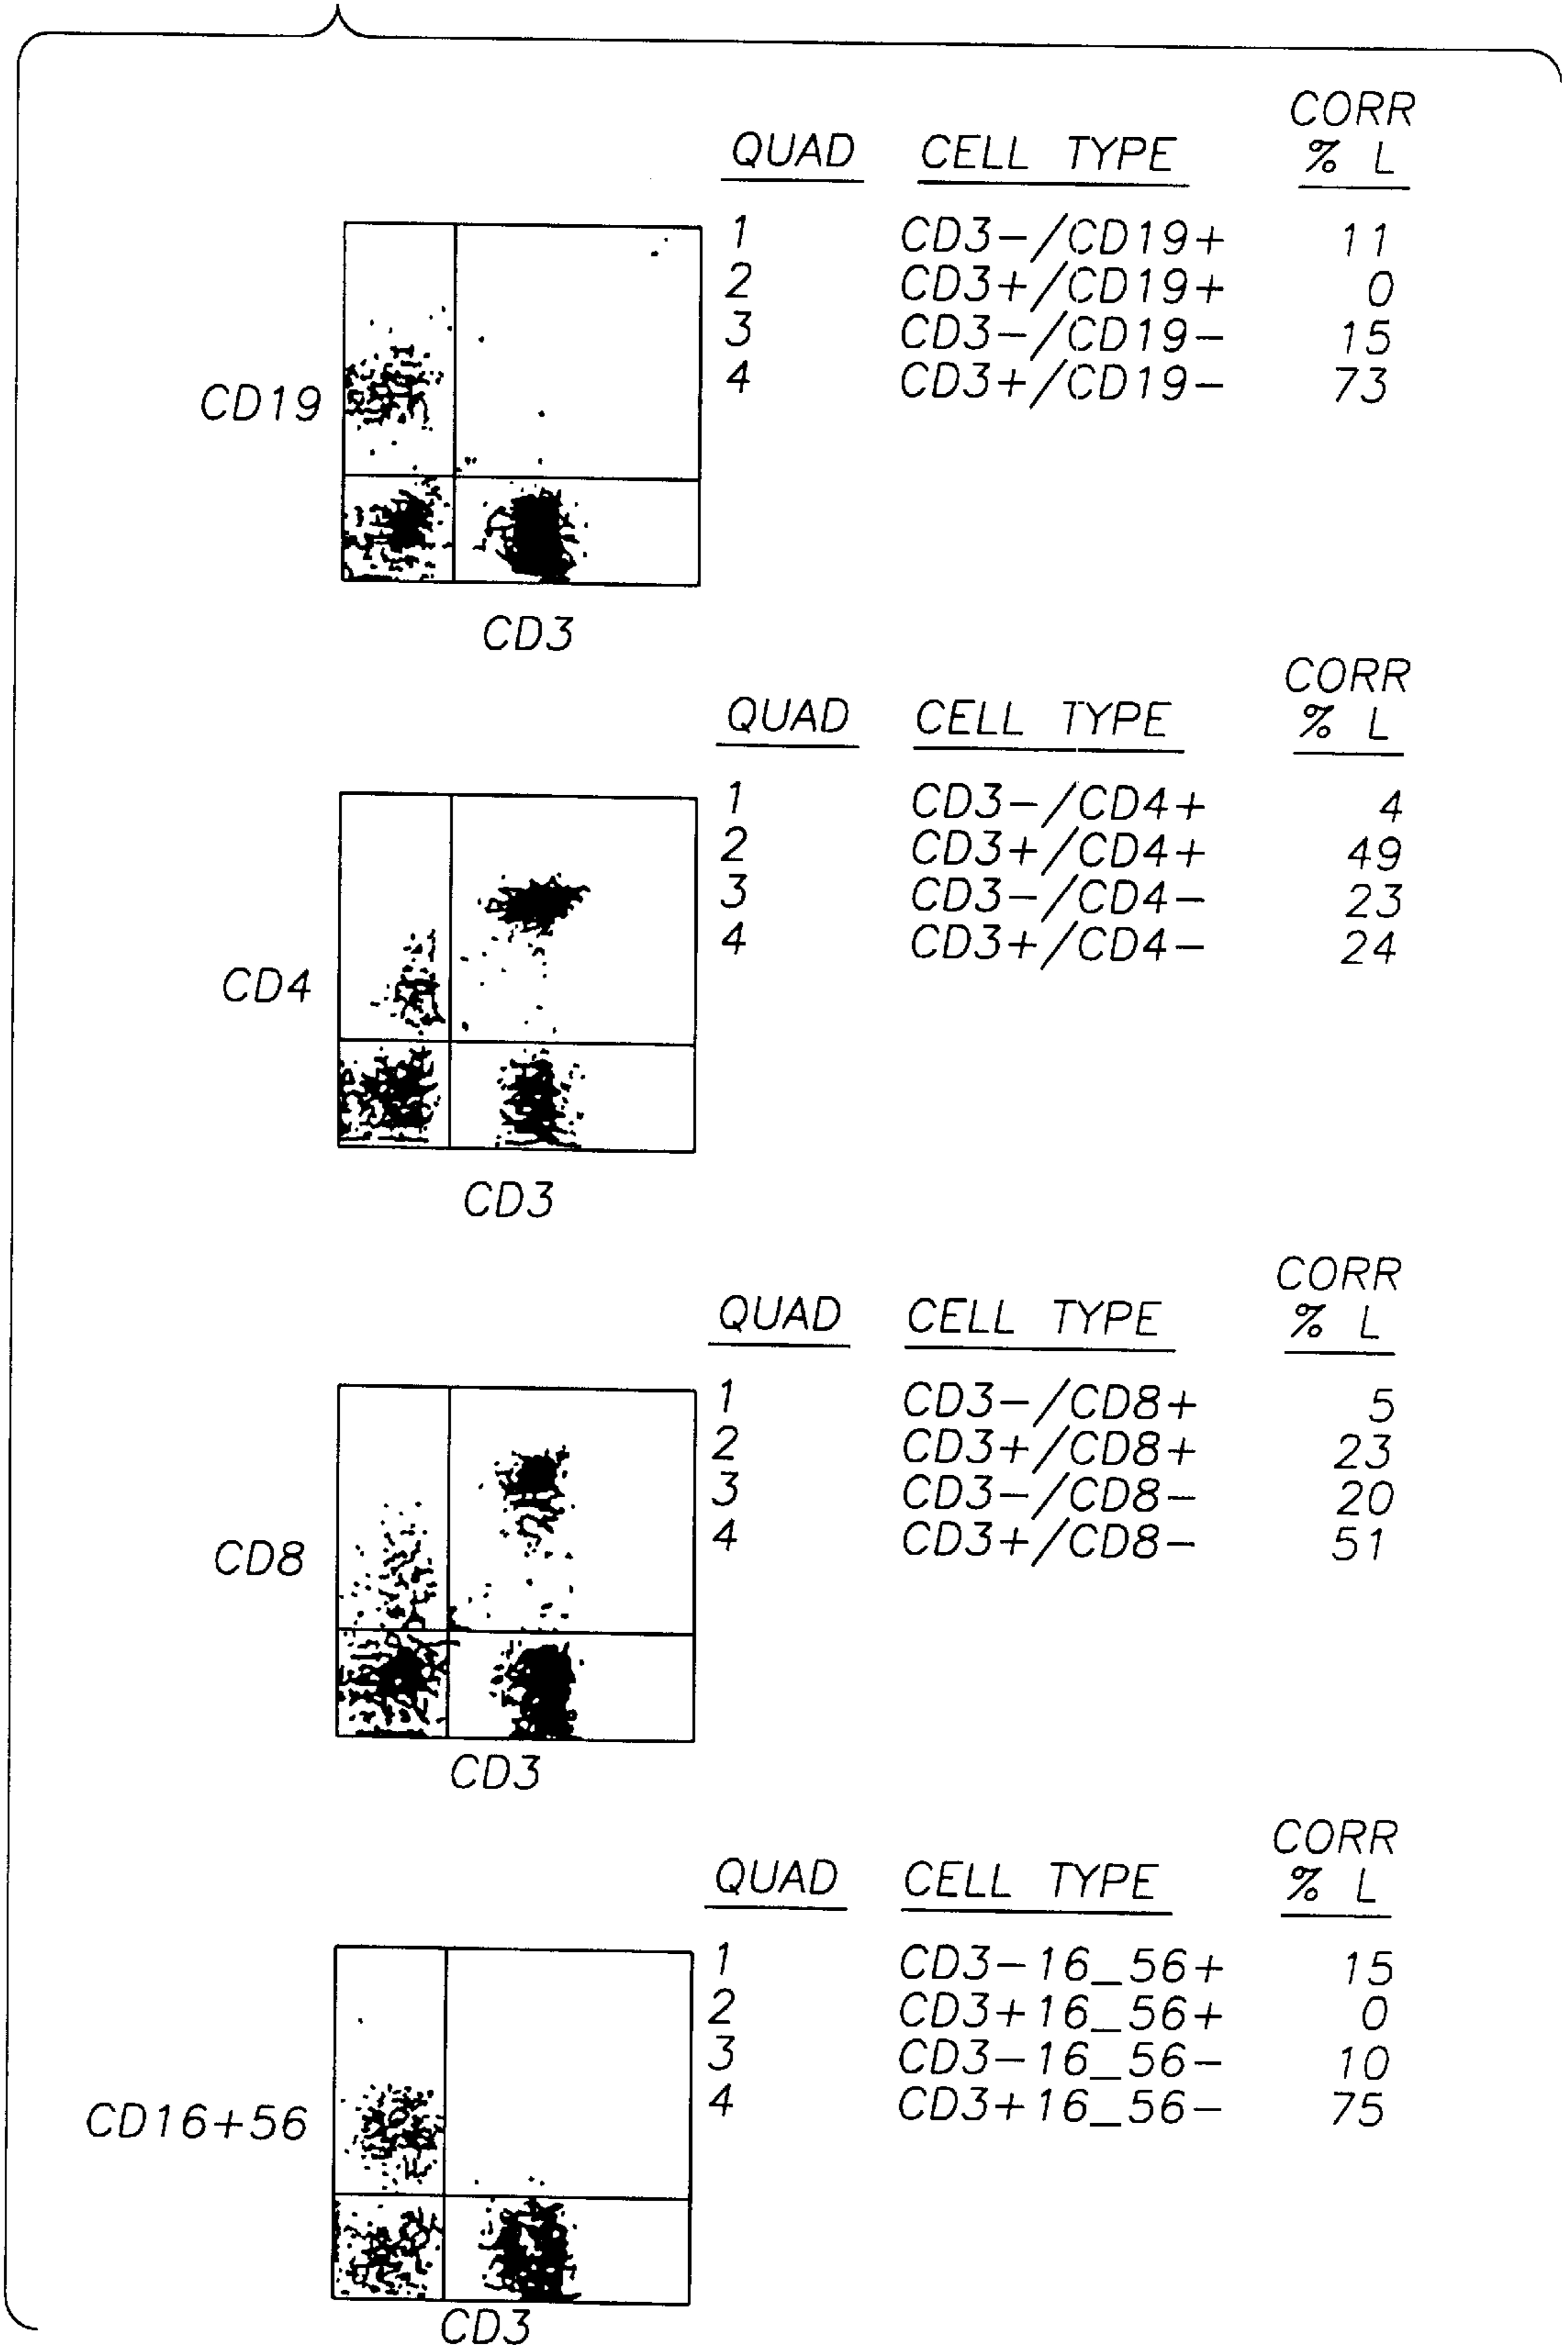 CORR
QUAD CELL TYPE % L
1 CD3-/CD19+ 11
2 CD3+/CD19+ 0
3 CD3-/CD19- 15
4 CD3+/CD19- 73
CD19
CD3
CORR
QUAD CELL TYPE % L
1 CD3-/CD4+ 4
2 CD3+/CD4+ 49
3 CD3-/CD4- 23
4 CD3+/CD4- 24
CD4
CD3
CORR
QUAD CELL TYPE % L
1 CD3-/CD8+ 5
2 CD3+/CD8+ 23
3 CD3-/CD8- 20
4 CD3+/CD8- 51
CD8
CD3
CORR
QUAD CELL TYPE % L
1 CD3-16_56+ 15
2 CD3+16_56+ 0
3 CD3-16_56- 10
4 CD3+16_56- 75
CD16+56
CD3